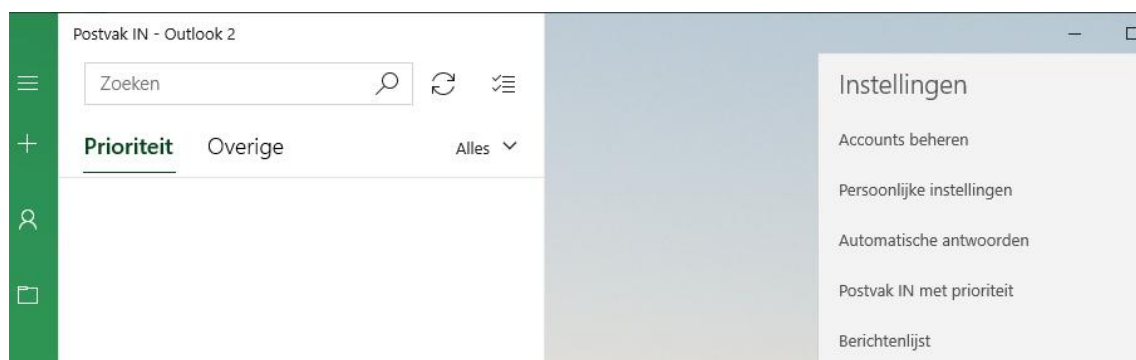 Postvak IN - Outlook 2
Zoeken
Prioriteit Overige Alles
Instellingen
Accounts beheren
Persoonlijke instellingen
Automatische antwoorden
Postvak IN met prioriteit
Berichtenlijst